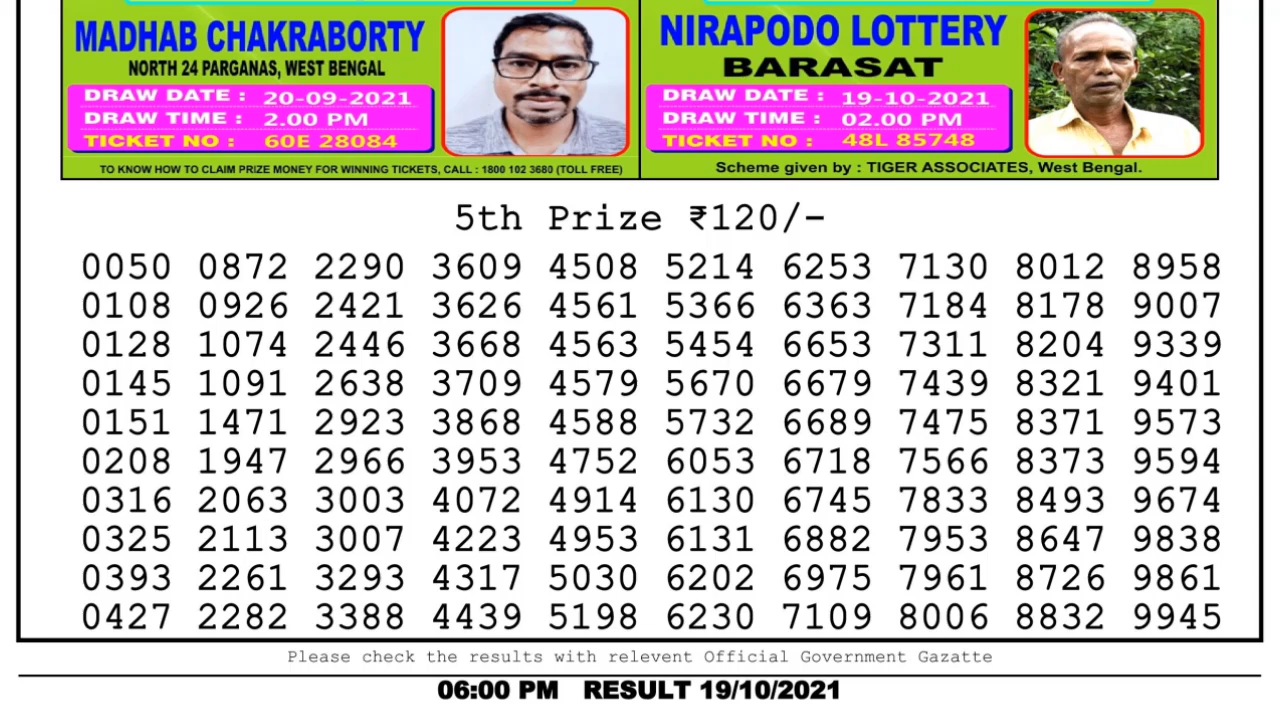 MADHAB CHAKRABORTY
NORTH 24 PARGANAS, WEST BENGAL
DRAW DATE : 20-09-2021
DRAW TIME : 2.00 PM
TICKET NO : 60E 28084
TO KNOW HOW TO CLAIM PRIZE MONEY FOR WINNING TICKETS, CALL : 1800 102 3680 (TOLL FREE)
NIRAPODO LOTTERY
BARASAT
DRAW DATE : 19-10-2021
DRAW TIME : 02.00 PM
TICKET NO : 48L 85748
Scheme given by : TIGER ASSOCIATES, West Bengal.
5th Prize ₹120/-
0050 0872 2290 3609 4508 5214 6253 7130 8012 8958
0108 0926 2421 3626 4561 5366 6363 7184 8178 9007
0128 1074 2446 3668 4563 5454 6653 7311 8204 9339
0145 1091 2638 3709 4579 5670 6679 7439 8321 9401
0151 1471 2923 3868 4588 5732 6689 7475 8371 9573
0208 1947 2966 3953 4752 6053 6718 7566 8373 9594
0316 2063 3003 4072 4914 6130 6745 7833 8493 9674
0325 2113 3007 4223 4953 6131 6882 7953 8647 9838
0393 2261 3293 4317 5030 6202 6975 7961 8726 9861
0427 2282 3388 4439 5198 6230 7109 8006 8832 9945
Please check the results with relevent Official Government Gazatte
06:00 PM RESULT 19/10/2021